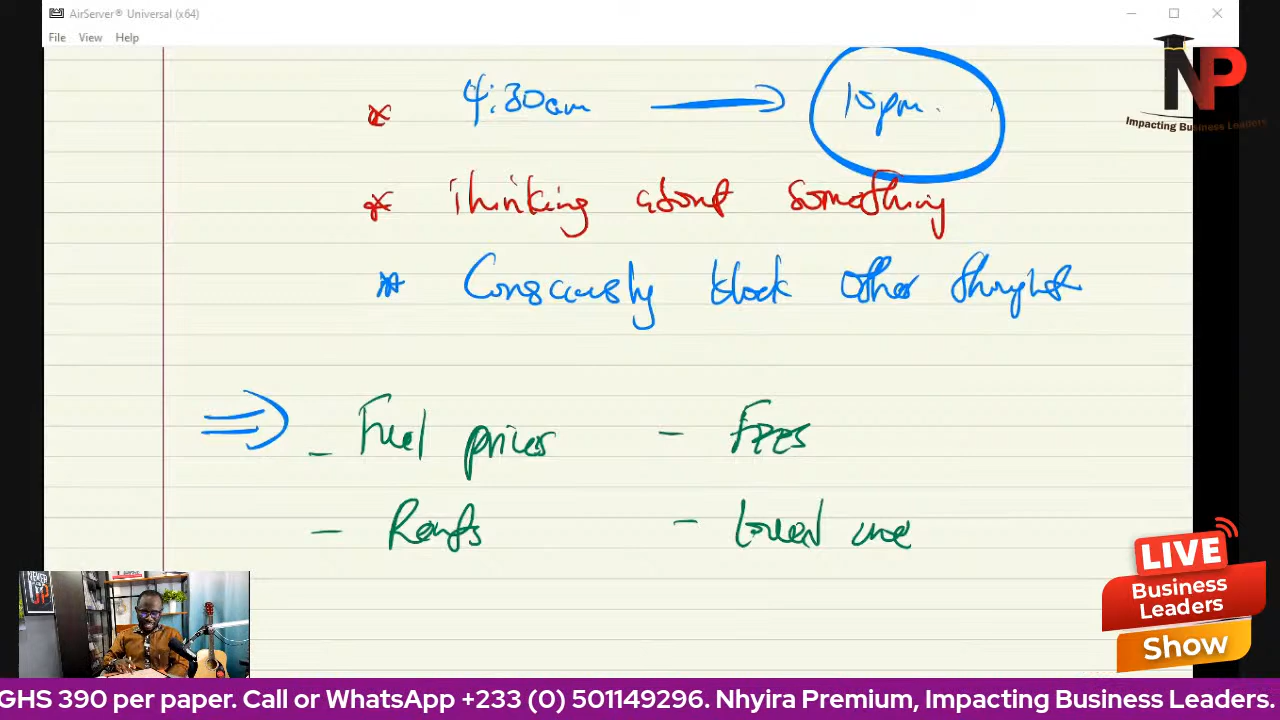 AirServer® Universal (x64)
File View Help
NP
Impacting Business Leaders
* 4:30am → 10pm.
* Thinking about something
* Consciously block other thoughts
⇒ - Fuel prices - Fees
- Rents - Loved one
LIVE
Business
Leaders
Show
GHS 390 per paper. Call or WhatsApp +233 (0) 501149296. Nhyira Premium, Impacting Business Leaders.